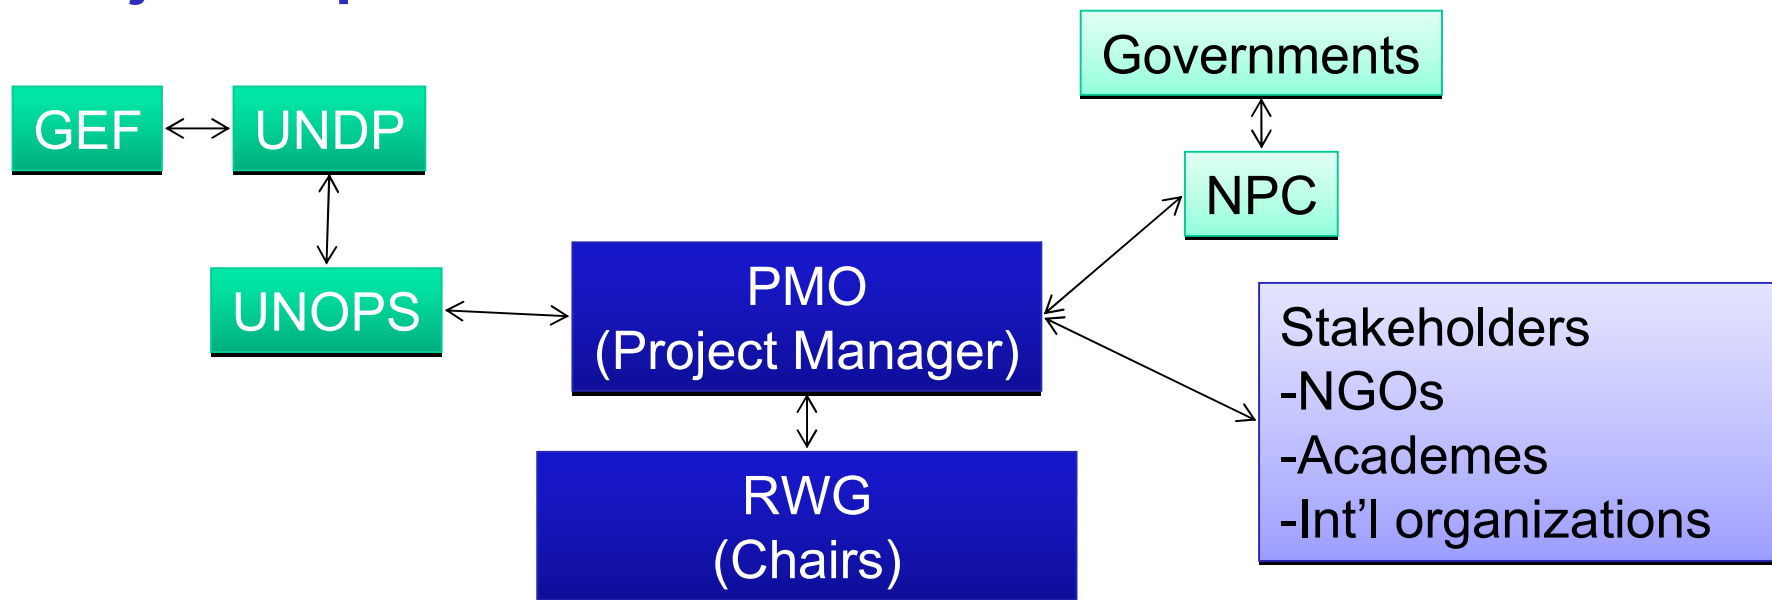 Governments
GEF
UNDP
NPC
UNOPS
PMO
(Project Manager)
Stakeholders
-NGOs
-Academes
-Int'l organizations
RWG
(Chairs)